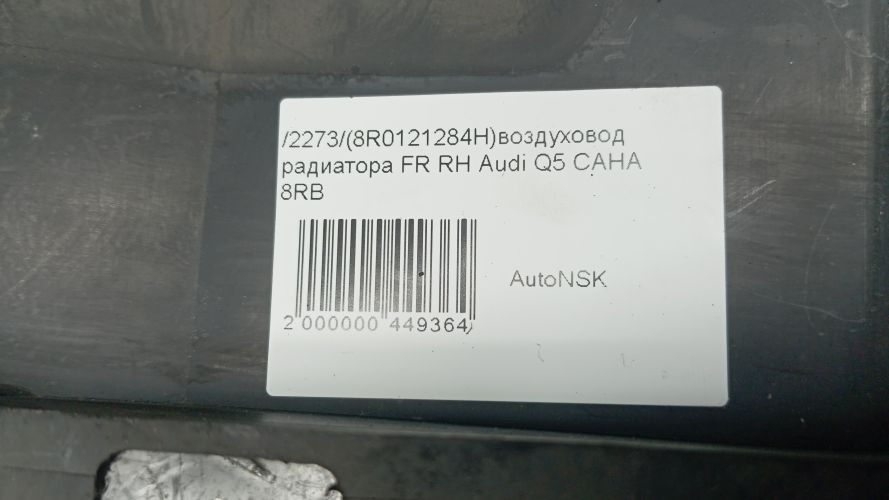 /2273/(8R0121284H)воздуховод
радиатора FR RH Audi Q5 CAHA
8RB
AutoNSK
2 000000 449364